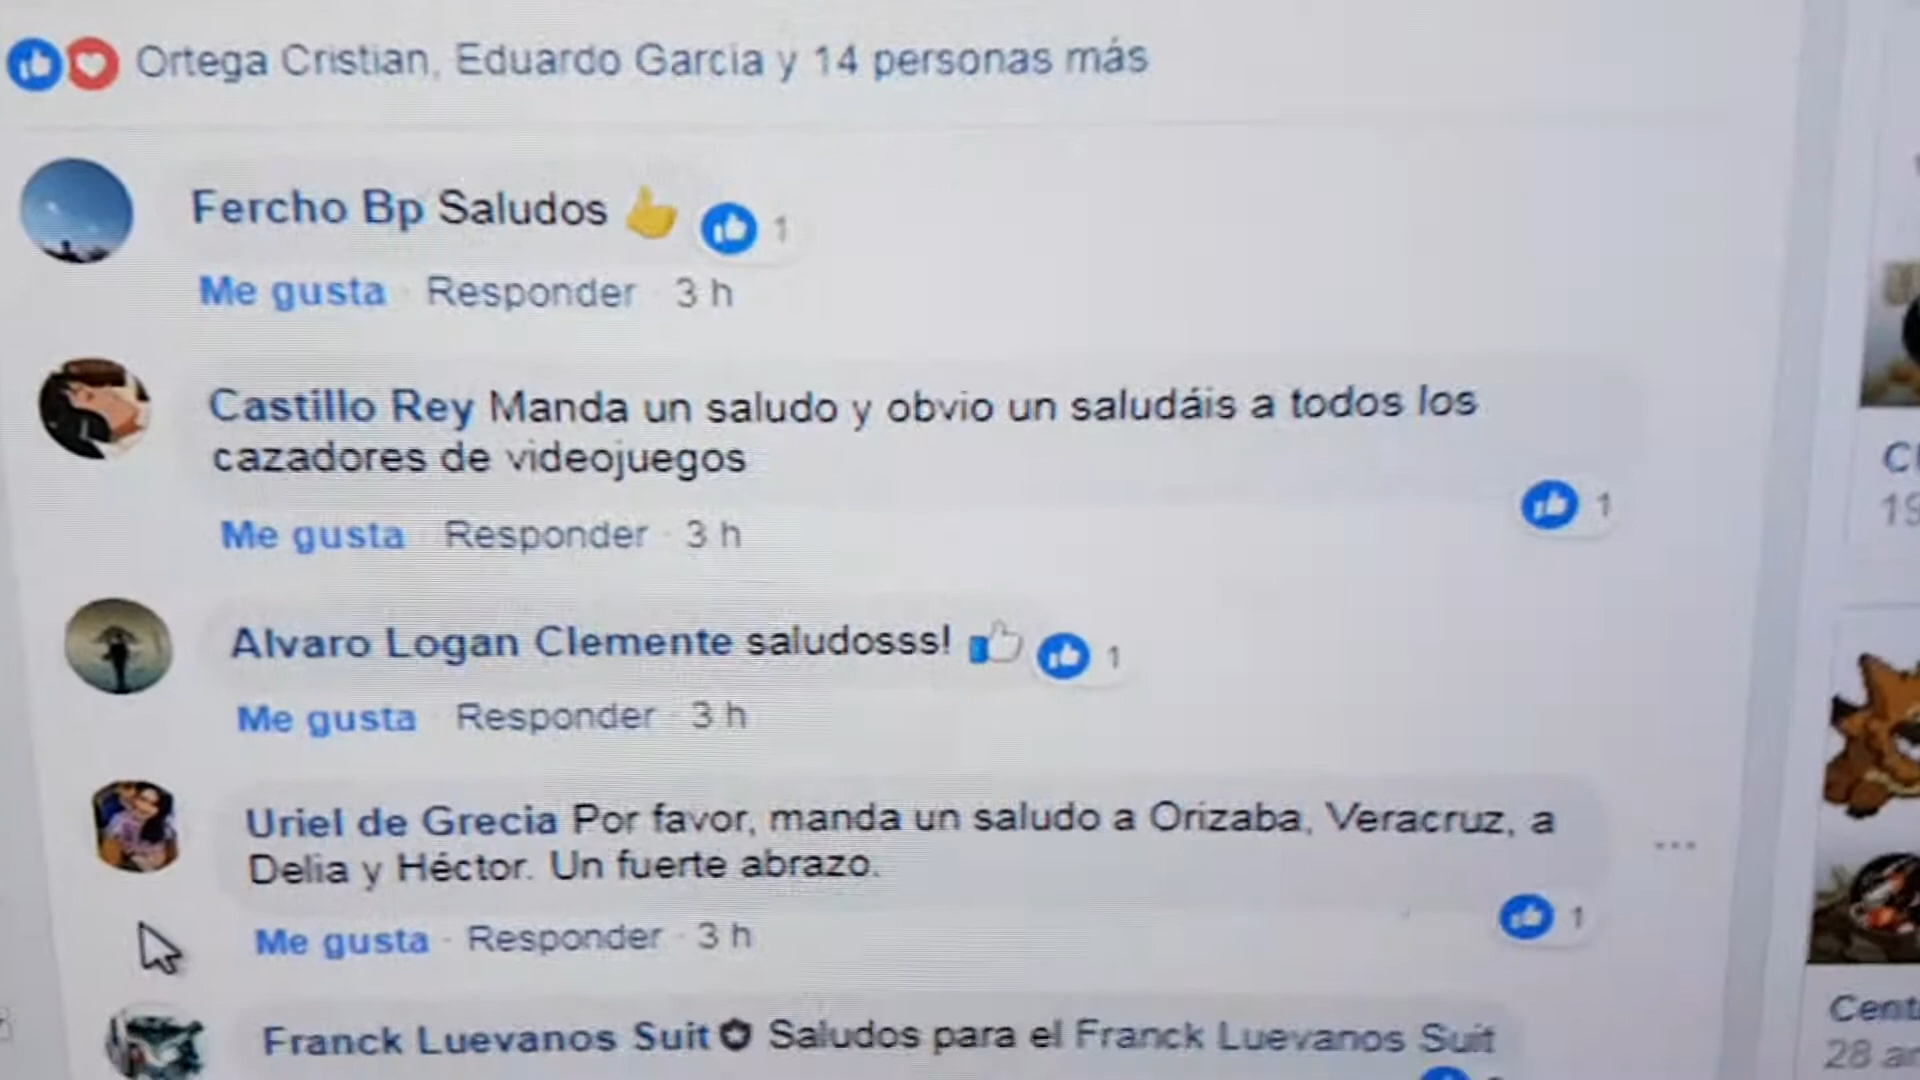 Ortega Cristian, Eduardo Garcia y 14 personas más
Fercho Bp Saludos 1
Me gusta · Responder · 3 h
Castillo Rey Manda un saludo y obvio un saludáis a todos los
cazadores de videojuegos
1
Me gusta · Responder · 3 h
Alvaro Logan Clemente saludosss! 1
Me gusta · Responder · 3 h
Uriel de Grecia Por favor, manda un saludo a Orizaba, Veracruz, a
Delia y Héctor. Un fuerte abrazo.
1
Me gusta · Responder · 3 h
Franck Luevanos Suit Saludos para el Franck Luevanos Suit